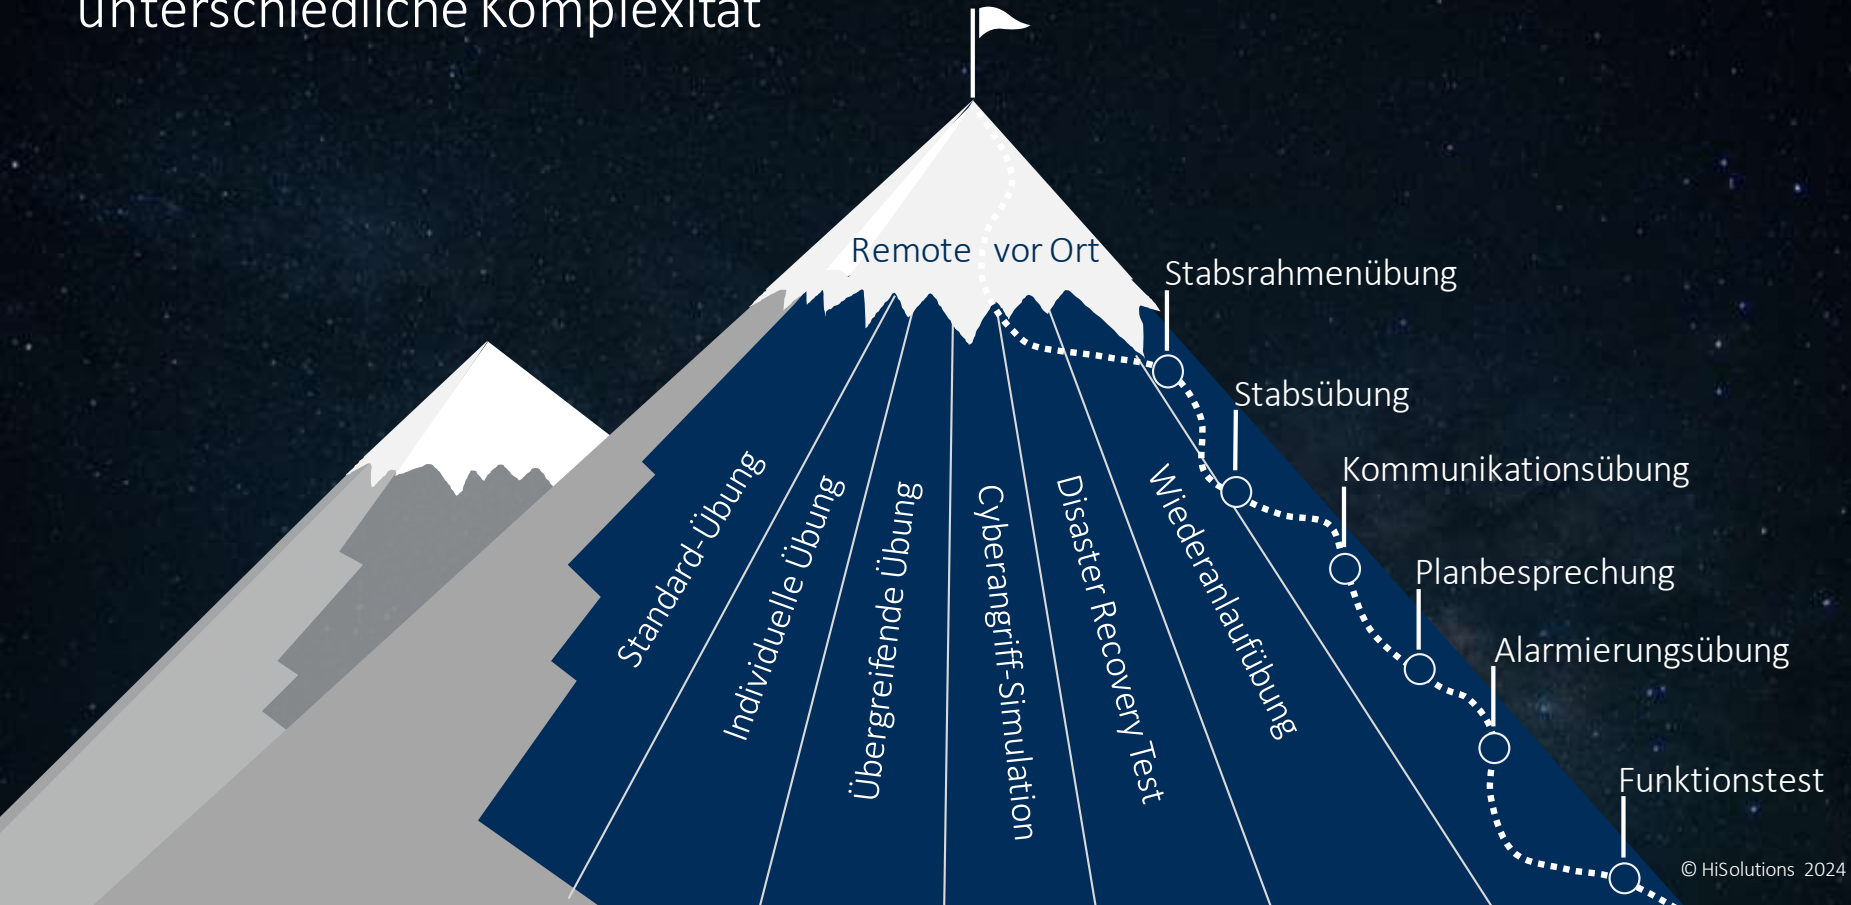 unterschiedliche Komplexität
Remote vor Ort
Stabsrahmenübung
Stabsübung
Kommunikationsübung
Planbesprechung
Alarmierungsübung
Funktionstest
Standard-Übung
Individuelle Übung
Übergreifende Übung
Cyberangriff-Simulation
Disaster Recovery Test
Wiederanlaufübung
© HiSolutions 2024